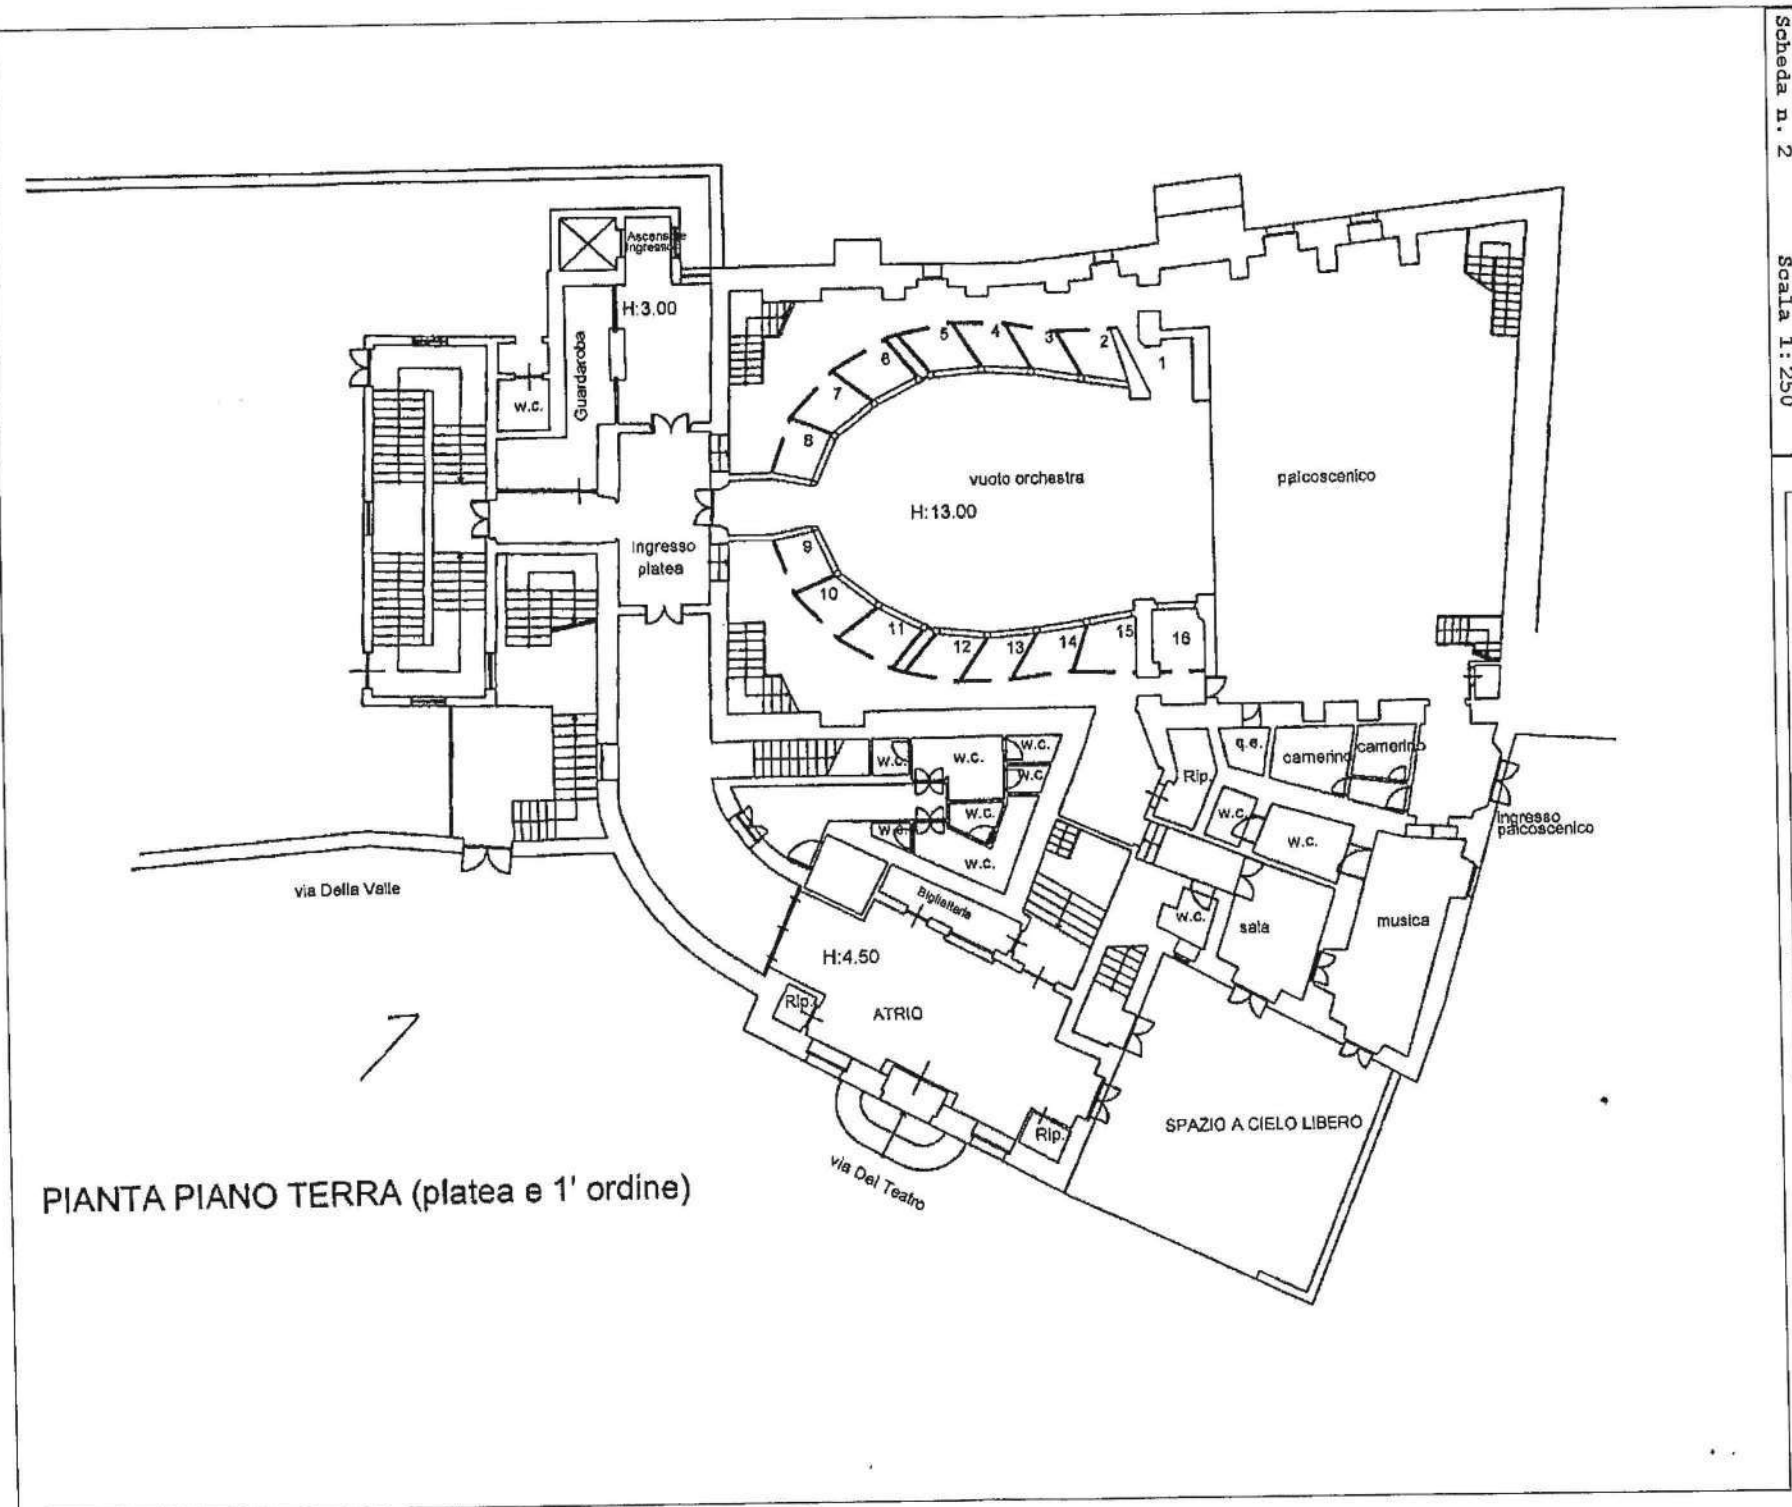 Scheda n. 2
Scala 1:250
Ascensore
ingresso
H:3.00
Guardaroba
w.c.
5
4
3
2
1
6
7
8
vuoto orchestra
palcoscenico
H:13.00
ingresso
platea
9
10
11
12
13
14
15
16
w.c.
w.c.
w.c.
w.c.
w.c.
w.c.
w.c.
q.e.
camerino
camerino
Rip.
w.c.
w.c.
ingresso
palcoscenico
via Della Valle
Biglietteria
w.c.
sala
musica
H:4.50
Rip.
ATRIO
Rip.
SPAZIO A CIELO LIBERO
via Del Teatro
PIANTA PIANO TERRA (platea e 1' ordine)